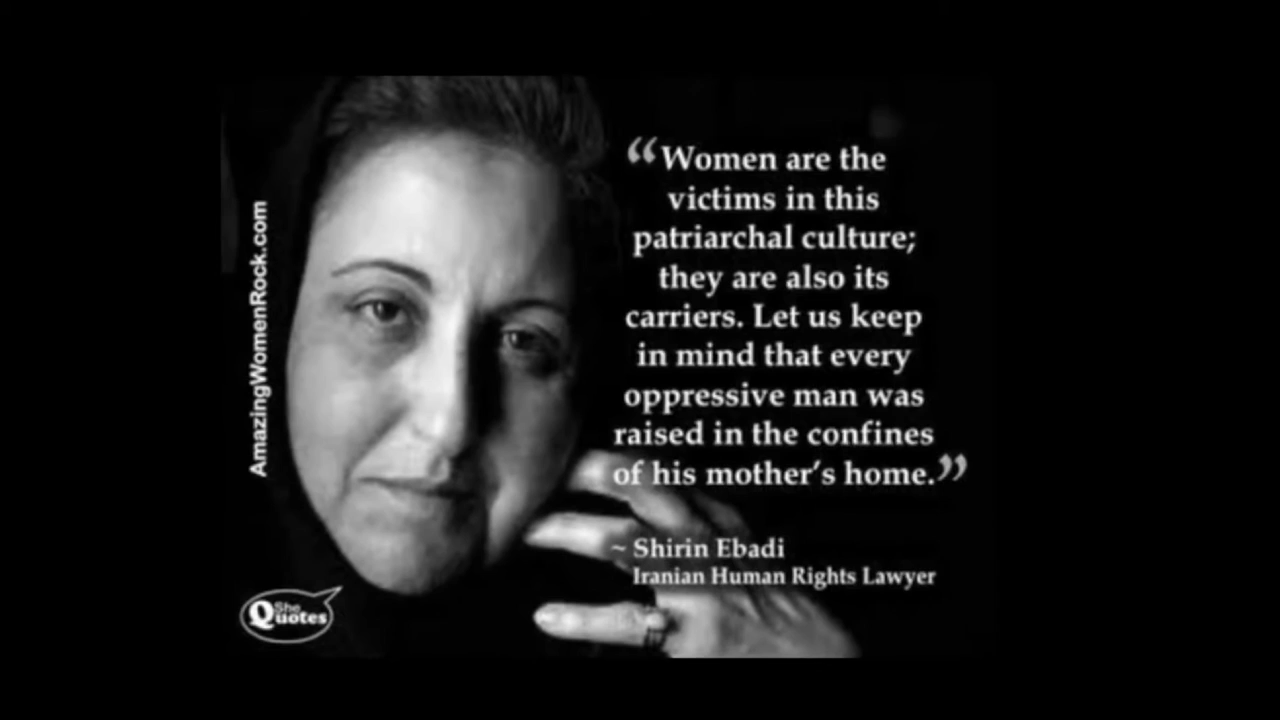 “Women are the
victims in this
patriarchal culture;
they are also its
carriers. Let us keep
in mind that every
oppressive man was
raised in the confines
of his mother’s home.”
~ Shirin Ebadi
Iranian Human Rights Lawyer
AmazingWomenRock.com
She
Quotes